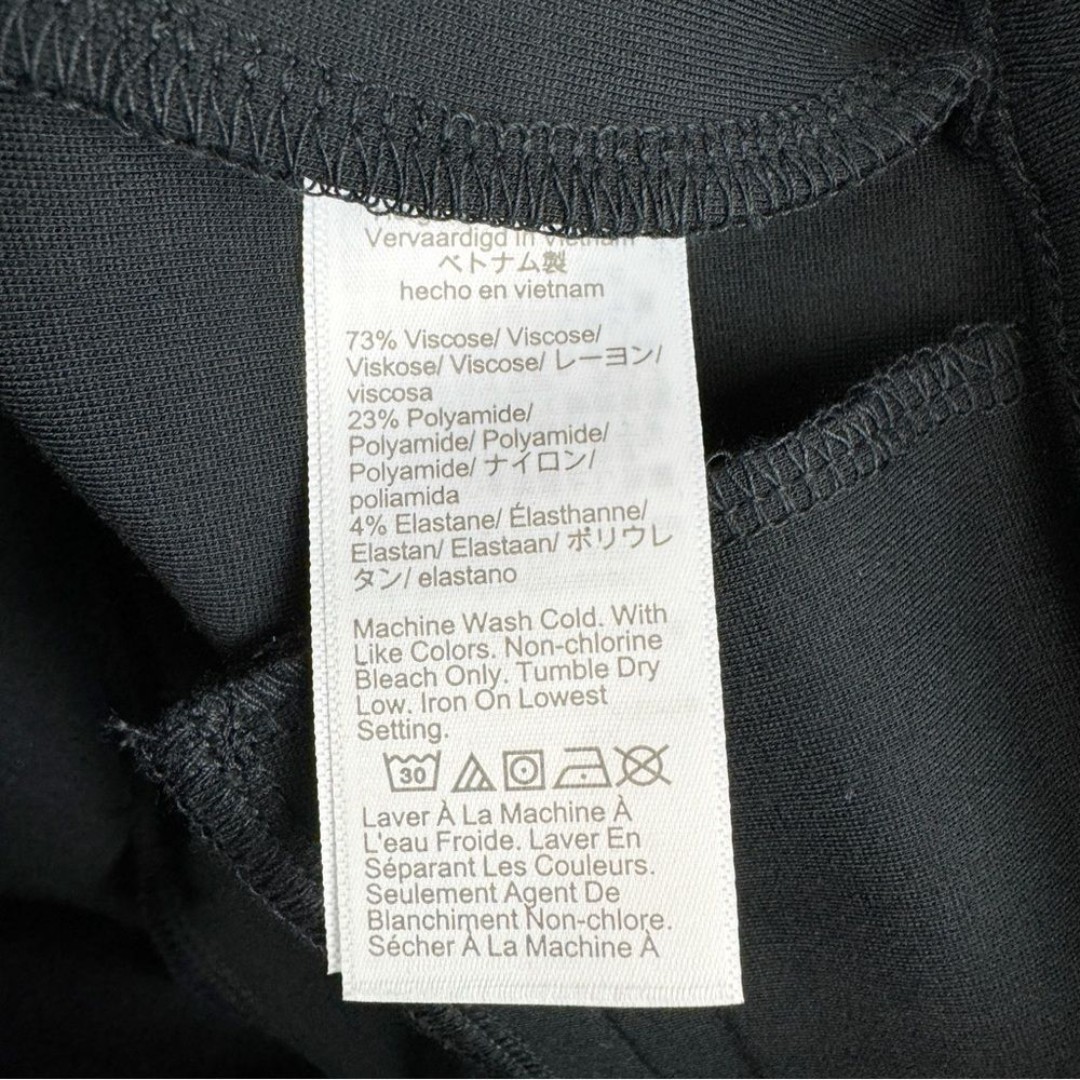 Vervaardigd in Vietnam
ベトナム製
hecho en vietnam
73% Viscose/ Viscose/
Viskose/ Viscose/ レーヨン/
viscosa
23% Polyamide/
Polyamide/ Polyamide/
Polyamide/ ナイロン/
poliamida
4% Elastane/ Élasthanne/
Elastan/ Elastaan/ ポリウレ
タン/ elastano
Machine Wash Cold. With
Like Colors. Non-chlorine
Bleach Only. Tumble Dry
Low. Iron On Lowest
Setting.
30
Laver À La Machine À
L'eau Froide. Laver En
Séparant Les Couleurs.
Seulement Agent De
Blanchiment Non-chlore.
Sécher À La Machine À